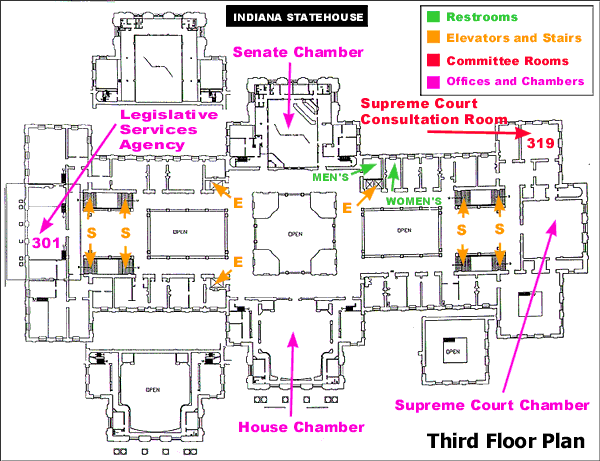 INDIANA STATEHOUSE
Restrooms
Elevators and Stairs
Committee Rooms
Offices and Chambers
Senate Chamber
Legislative
Services
Agency
Supreme Court
Consultation Room
319
MEN'S
WOMEN'S
E
E
S
S
S
S
301
OPEN
OPEN
OPEN
E
OPEN
OPEN
House Chamber
Supreme Court Chamber
Third Floor Plan